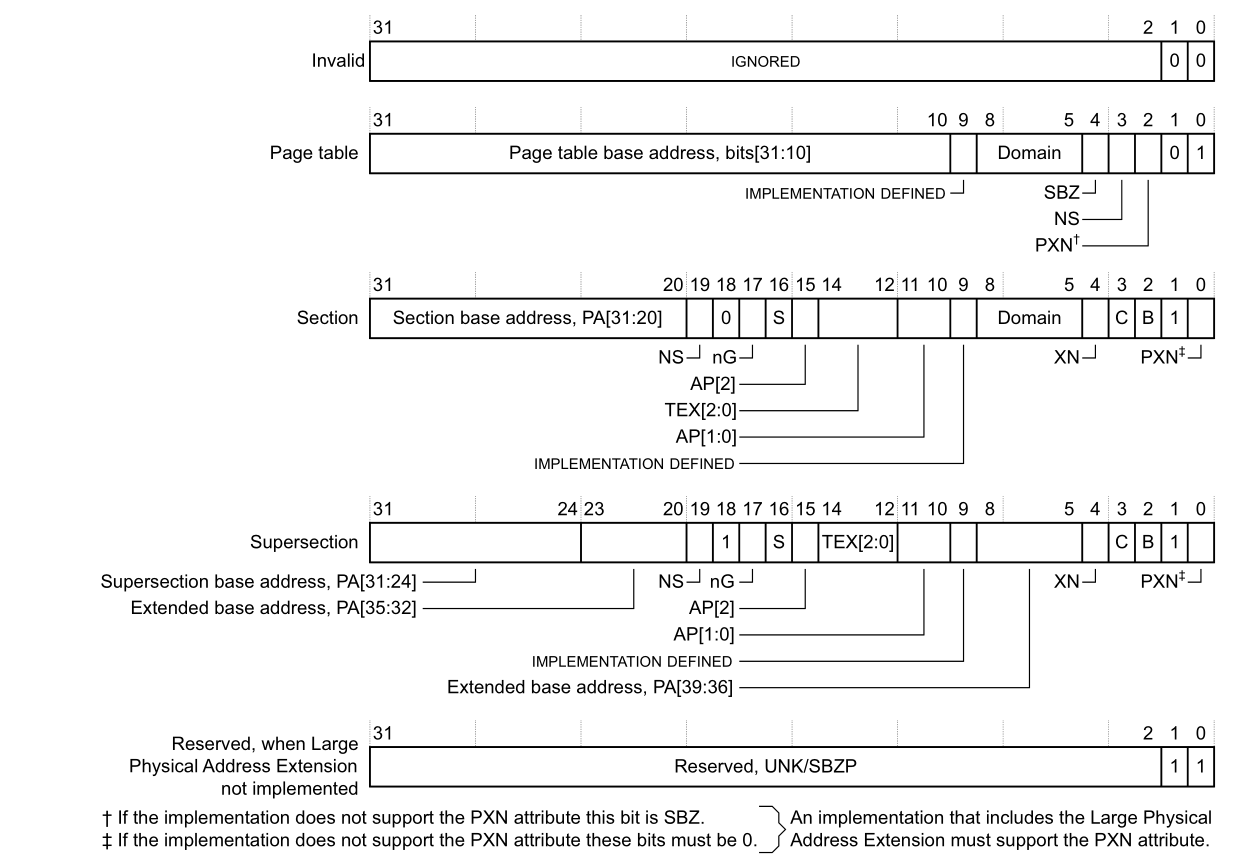 31 2 1 0
Invalid IGNORED 0 0
31 10 9 8 5 4 3 2 1 0
Page table Page table base address, bits[31:10] Domain 0 1
IMPLEMENTATION DEFINED SBZ
NS
PXN†
31 20 19 18 17 16 15 14 12 11 10 9 8 5 4 3 2 1 0
Section Section base address, PA[31:20] 0 S Domain C B 1
NS nG XN PXN‡
AP[2]
TEX[2:0]
AP[1:0]
IMPLEMENTATION DEFINED
31 24 23 20 19 18 17 16 15 14 12 11 10 9 8 5 4 3 2 1 0
Supersection 1 S TEX[2:0] C B 1
Supersection base address, PA[31:24] NS nG XN PXN‡
Extended base address, PA[35:32] AP[2]
AP[1:0]
IMPLEMENTATION DEFINED
Extended base address, PA[39:36]
31 2 1 0
Reserved, when Large
Physical Address Extension Reserved, UNK/SBZP 1 1
not implemented
† If the implementation does not support the PXN attribute this bit is SBZ. An implementation that includes the Large Physical
‡ If the implementation does not support the PXN attribute these bits must be 0. Address Extension must support the PXN attribute.